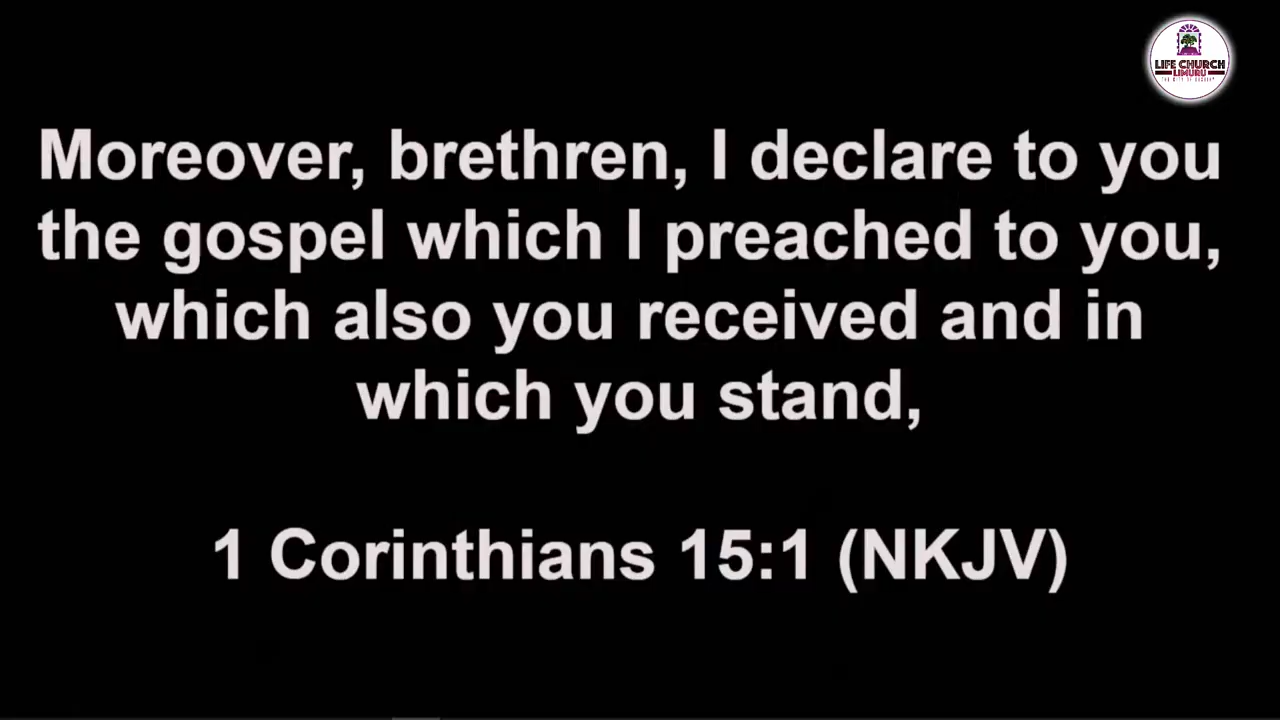 LIFE CHURCH
LIMURU
Moreover, brethren, I declare to you
the gospel which I preached to you,
which also you received and in
which you stand,
1 Corinthians 15:1 (NKJV)